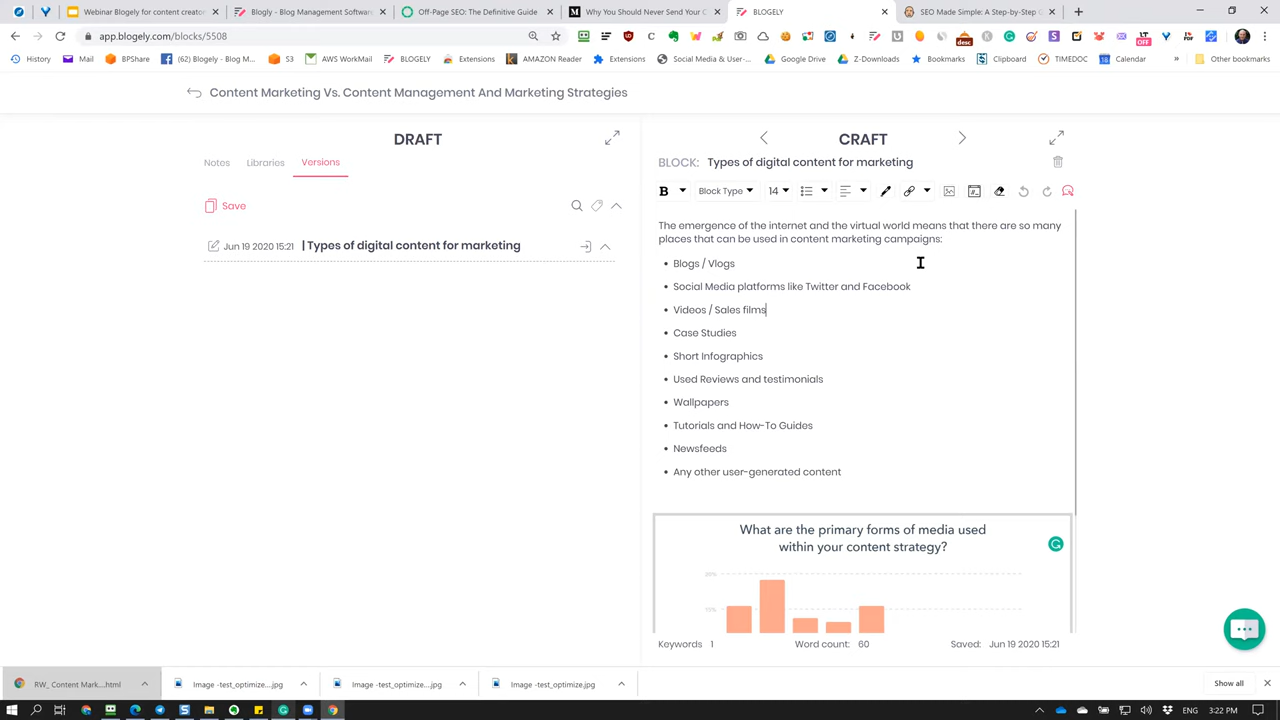 Webinar Blogely for content creator
Blogly - Blog Management Softwar
Off-Page SEO: The Definitive Guide
Why You Should Never Send Your C
BLOGELY
SEO Made Simple: A Step-by-Step G
app.blogely.com/blocks/5508
History
Mail
BPShare
(62) Blogely - Blog M...
S3
AWS WorkMail
BLOGELY
Extensions
AMAZON Reader
Extensions
Social Media & User-...
Google Drive
Z-Downloads
Bookmarks
Clipboard
TIMEDOC
Calendar
»
Other bookmarks
Content Marketing Vs. Content Management And Marketing Strategies
DRAFT
Notes
Libraries
Versions
Save
Jun 19 2020 15:21
| Types of digital content for marketing
CRAFT
BLOCK: Types of digital content for marketing
B
Block Type
14
The emergence of the internet and the virtual world means that there are so many
places that can be used in content marketing campaigns:
• Blogs / Vlogs
• Social Media platforms like Twitter and Facebook
• Videos / Sales films
• Case Studies
• Short Infographics
• Used Reviews and testimonials
• Wallpapers
• Tutorials and How-To Guides
• Newsfeeds
• Any other user-generated content
What are the primary forms of media used
within your content strategy?
10%
Keywords 1
Word count: 60
Saved: Jun 19 2020 15:21
RW_ Content Mark....html
Image -test_optimize....jpg
Image -test_optimize....jpg
Image -test_optimize.jpg
Show all
ENG
3:22 PM